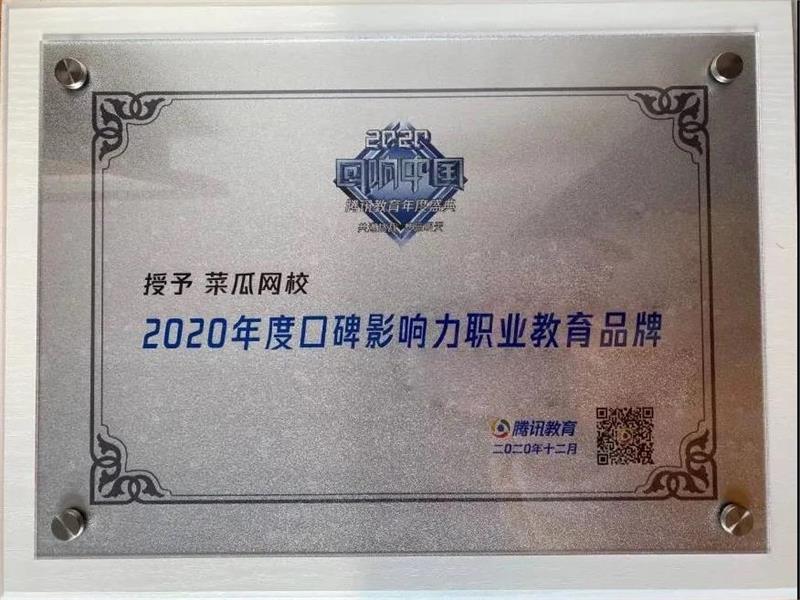 2020
回响中国
腾讯教育年度盛典
授予 菜瓜网校
2020年度口碑影响力职业教育品牌
腾讯教育
二〇二〇年十二月